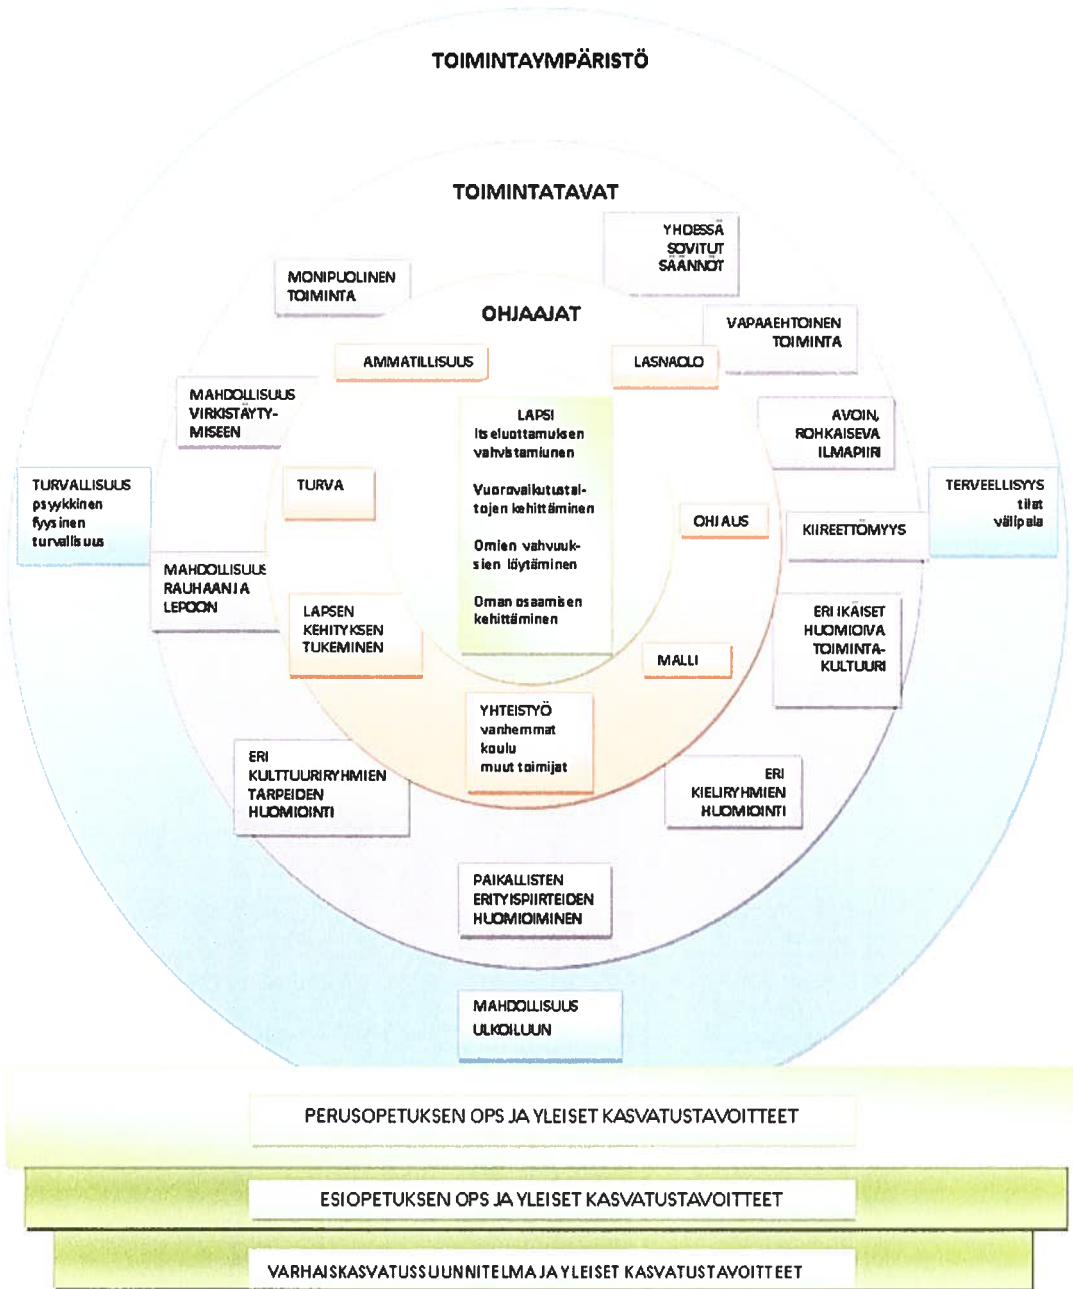 TOIMINTAYMPÄRISTÖ
TOIMINTATAVAT
YHDESSÄ
SOVITUT
SÄÄNNÖT
MONIPUOLINEN
TOIMINTA
OHJAAJAT
VAPAAEHTOINEN
TOIMINTA
AMMATILLISUUS
LASNAOLO
MAHDOLLISUUS
VIRKISTÄYTY-
MISEEN
LAPSI
Itseluottamuksen
vahvistamiunen
Vuorovaikutustai-
tojen kehittäminen
Omien vahvuuk-
sien löytäminen
Oman osaamisen
kehittäminen
AVOIN,
ROHKAISEVA
ILMAPIIRI
TURVALLISUUS
psyykkinen
fyysinen
turvallisuus
TURVA
OHJAUS
KIIREETTÖMYYS
TERVEELLISYYS
tilat
välipala
MAHDOLLISUUS
RAUHAAN JA
LEPOON
LAPSEN
KEHITYKSEN
TUKEMINEN
ERI IKÄISET
HUOMIOIVA
TOIMINTA-
KULTUURI
MALLI
YHTEISTYÖ
vanhemmat
koulu
muut toimijat
ERI
KULTTUURIRYHMIEN
TARPEIDEN
HUOMIOINTI
ERI
KIELIRYHMIEN
HUOMIOINTI
PAIKALLISTEN
ERITYISPIIRTEIDEN
HUOMIOIMINEN
MAHDOLLISUUS
ULKOILUUN
PERUSOPETUKSEN OPS JA YLEISET KASVATUSTAVOITTEET
ESIOPETUKSEN OPS JA YLEISET KASVATUSTAVOITTEET
VARHAISKASVATUSSUUNNITELMA JA YLEISET KASVATUSTAVOITTEET